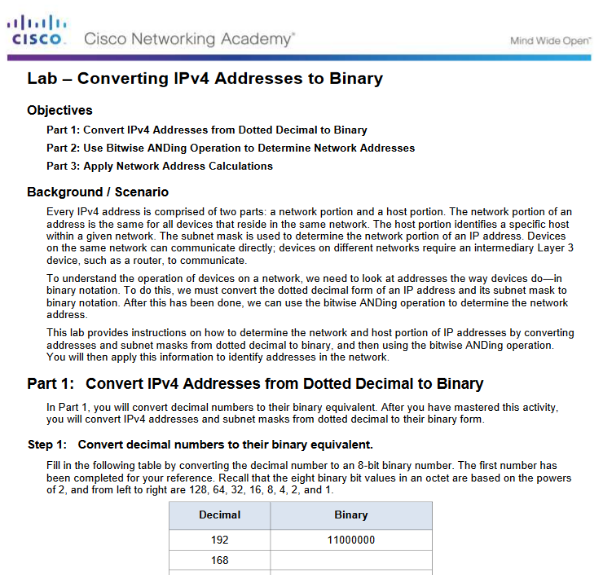 CISCO Cisco Networking Academy® Mind Wide Open®
Lab – Converting IPv4 Addresses to Binary
Objectives
Part 1: Convert IPv4 Addresses from Dotted Decimal to Binary
Part 2: Use Bitwise ANDing Operation to Determine Network Addresses
Part 3: Apply Network Address Calculations
Background / Scenario
Every IPv4 address is comprised of two parts: a network portion and a host portion. The network portion of an
address is the same for all devices that reside in the same network. The host portion identifies a specific host
within a given network. The subnet mask is used to determine the network portion of an IP address. Devices
on the same network can communicate directly; devices on different networks require an intermediary Layer 3
device, such as a router, to communicate.
To understand the operation of devices on a network, we need to look at addresses the way devices do—in
binary notation. To do this, we must convert the dotted decimal form of an IP address and its subnet mask to
binary notation. After this has been done, we can use the bitwise ANDing operation to determine the network
address.
This lab provides instructions on how to determine the network and host portion of IP addresses by converting
addresses and subnet masks from dotted decimal to binary, and then using the bitwise ANDing operation.
You will then apply this information to identify addresses in the network.
Part 1: Convert IPv4 Addresses from Dotted Decimal to Binary
In Part 1, you will convert decimal numbers to their binary equivalent. After you have mastered this activity,
you will convert IPv4 addresses and subnet masks from dotted decimal to their binary form.
Step 1: Convert decimal numbers to their binary equivalent.
Fill in the following table by converting the decimal number to an 8-bit binary number. The first number has
been completed for your reference. Recall that the eight binary bit values in an octet are based on the powers
of 2, and from left to right are 128, 64, 32, 16, 8, 4, 2, and 1.
Decimal Binary
192 11000000
168